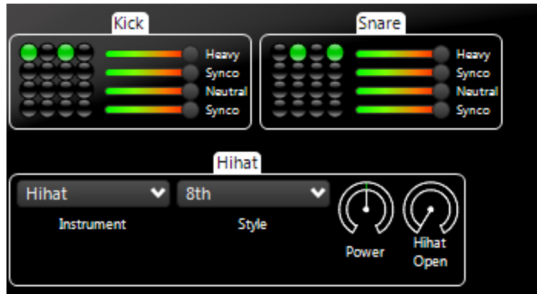 Kick
Snare
Heavy
Synco
Neutral
Synco
Heavy
Synco
Neutral
Synco
Hihat
Hihat
8th
Instrument
Style
Power
Hihat
Open